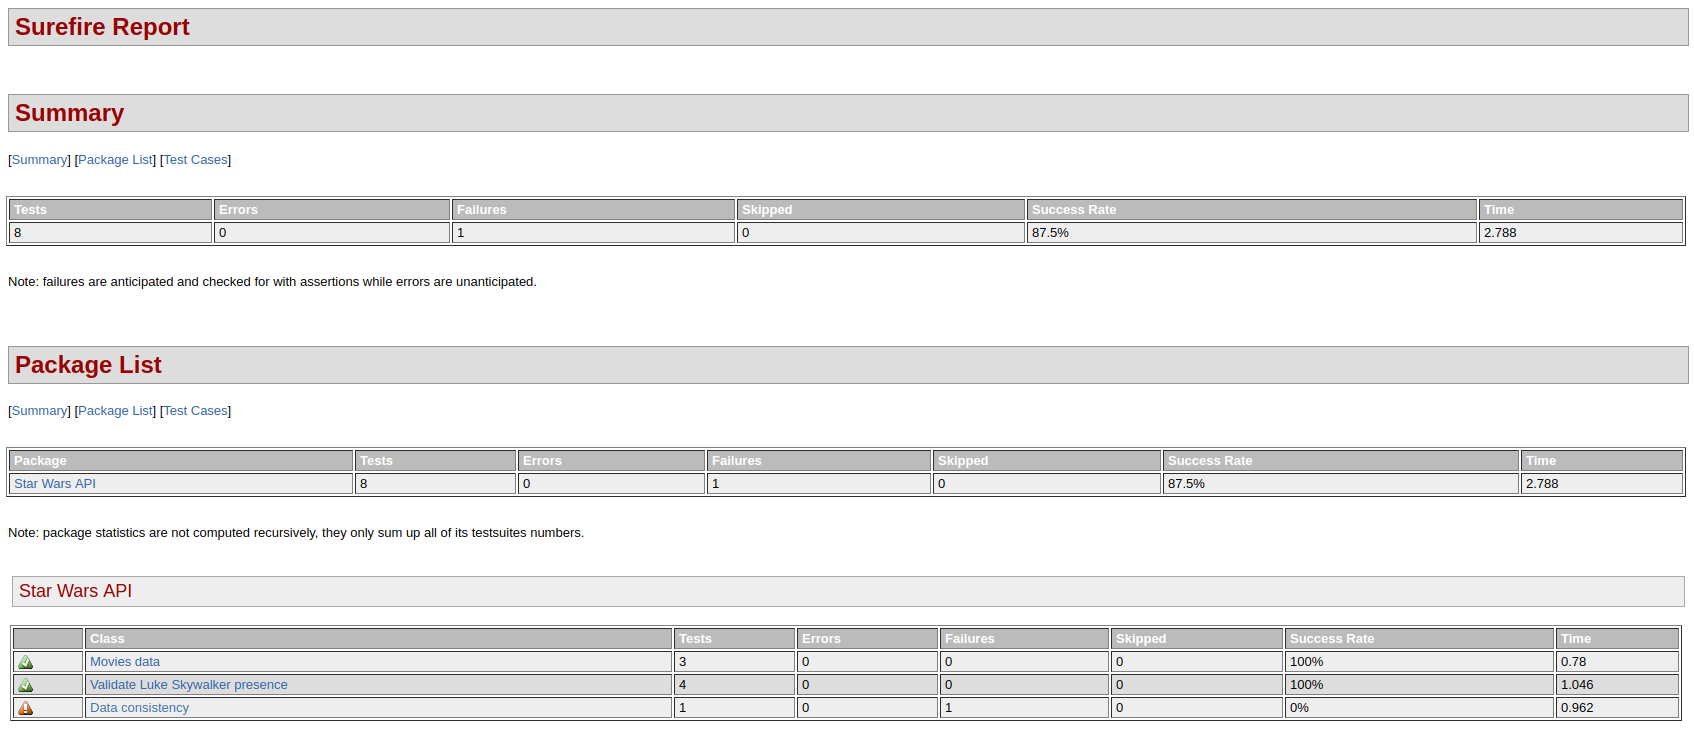 Surefire Report
Summary
[Summary] [Package List] [Test Cases]
Tests Errors Failures Skipped Success Rate Time
8 0 1 0 87.5% 2.788
Note: failures are anticipated and checked for with assertions while errors are unanticipated.
Package List
[Summary] [Package List] [Test Cases]
Package Tests Errors Failures Skipped Success Rate Time
Star Wars API 8 0 1 0 87.5% 2.788
Note: package statistics are not computed recursively, they only sum up all of its testsuites numbers.
Star Wars API
Class Tests Errors Failures Skipped Success Rate Time
Movies data 3 0 0 0 100% 0.78
Validate Luke Skywalker presence 4 0 0 0 100% 1.046
Data consistency 1 0 1 0 0% 0.962